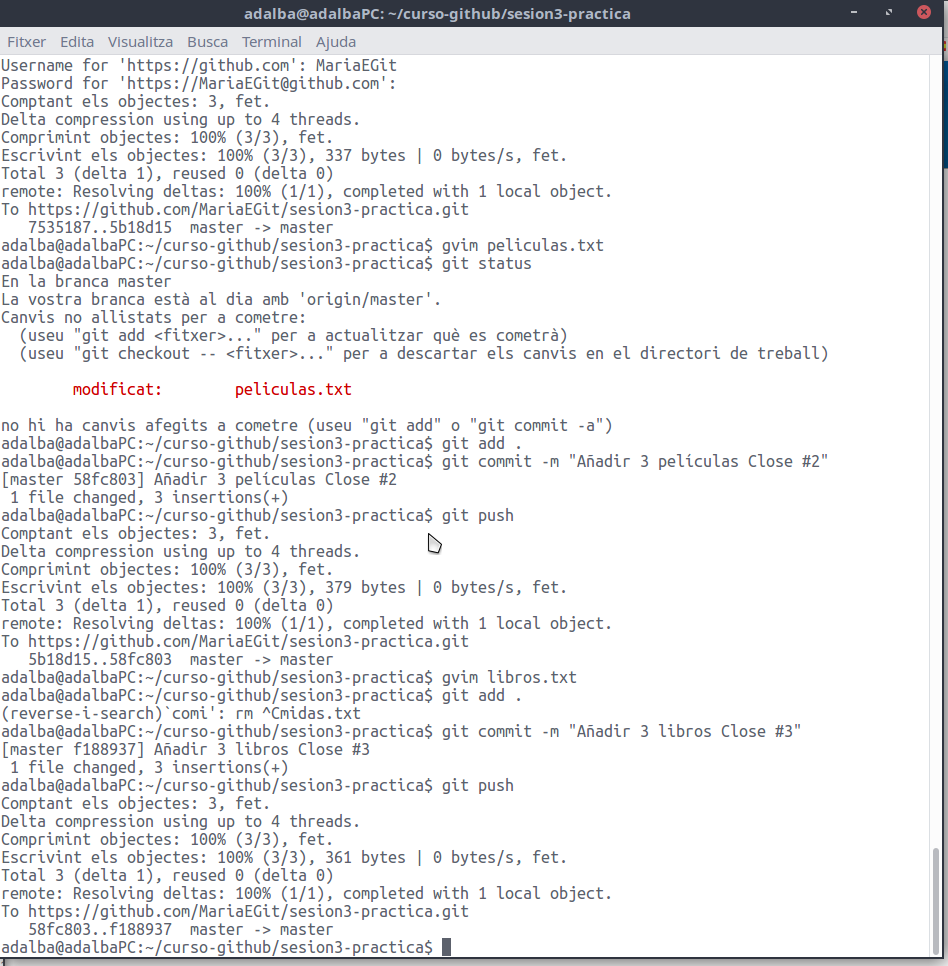 adalba@adalbaPC: ~/curso-github/sesion3-practica
Fitxer Edita Visualitza Busca Terminal Ajuda
Username for 'https://github.com': MariaEGit
Password for 'https://MariaEGit@github.com':
Comptant els objectes: 3, fet.
Delta compression using up to 4 threads.
Comprimint objectes: 100% (3/3), fet.
Escrivint els objectes: 100% (3/3), 337 bytes | 0 bytes/s, fet.
Total 3 (delta 1), reused 0 (delta 0)
remote: Resolving deltas: 100% (1/1), completed with 1 local object.
To https://github.com/MariaEGit/sesion3-practica.git
   7535187..5b18d15  master -> master
adalba@adalbaPC:~/curso-github/sesion3-practica$ gvim peliculas.txt
adalba@adalbaPC:~/curso-github/sesion3-practica$ git status
En la branca master
La vostra branca està al dia amb 'origin/master'.
Canvis no allistats per a cometre:
  (useu "git add <fitxer>..." per a actualitzar què es cometrà)
  (useu "git checkout -- <fitxer>..." per a descartar els canvis en el directori de treball)
        modificat:        peliculas.txt
no hi ha canvis afegits a cometre (useu "git add" o "git commit -a")
adalba@adalbaPC:~/curso-github/sesion3-practica$ git add .
adalba@adalbaPC:~/curso-github/sesion3-practica$ git commit -m "Añadir 3 películas Close #2"
[master 58fc803] Añadir 3 películas Close #2
 1 file changed, 3 insertions(+)
adalba@adalbaPC:~/curso-github/sesion3-practica$ git push
Comptant els objectes: 3, fet.
Delta compression using up to 4 threads.
Comprimint objectes: 100% (3/3), fet.
Escrivint els objectes: 100% (3/3), 379 bytes | 0 bytes/s, fet.
Total 3 (delta 1), reused 0 (delta 0)
remote: Resolving deltas: 100% (1/1), completed with 1 local object.
To https://github.com/MariaEGit/sesion3-practica.git
   5b18d15..58fc803  master -> master
adalba@adalbaPC:~/curso-github/sesion3-practica$ gvim libros.txt
adalba@adalbaPC:~/curso-github/sesion3-practica$ git add .
(reverse-i-search)`comi': rm ^Cmidas.txt
adalba@adalbaPC:~/curso-github/sesion3-practica$ git commit -m "Añadir 3 libros Close #3"
[master f188937] Añadir 3 libros Close #3
 1 file changed, 3 insertions(+)
adalba@adalbaPC:~/curso-github/sesion3-practica$ git push
Comptant els objectes: 3, fet.
Delta compression using up to 4 threads.
Comprimint objectes: 100% (3/3), fet.
Escrivint els objectes: 100% (3/3), 361 bytes | 0 bytes/s, fet.
Total 3 (delta 1), reused 0 (delta 0)
remote: Resolving deltas: 100% (1/1), completed with 1 local object.
To https://github.com/MariaEGit/sesion3-practica.git
   58fc803..f188937  master -> master
adalba@adalbaPC:~/curso-github/sesion3-practica$